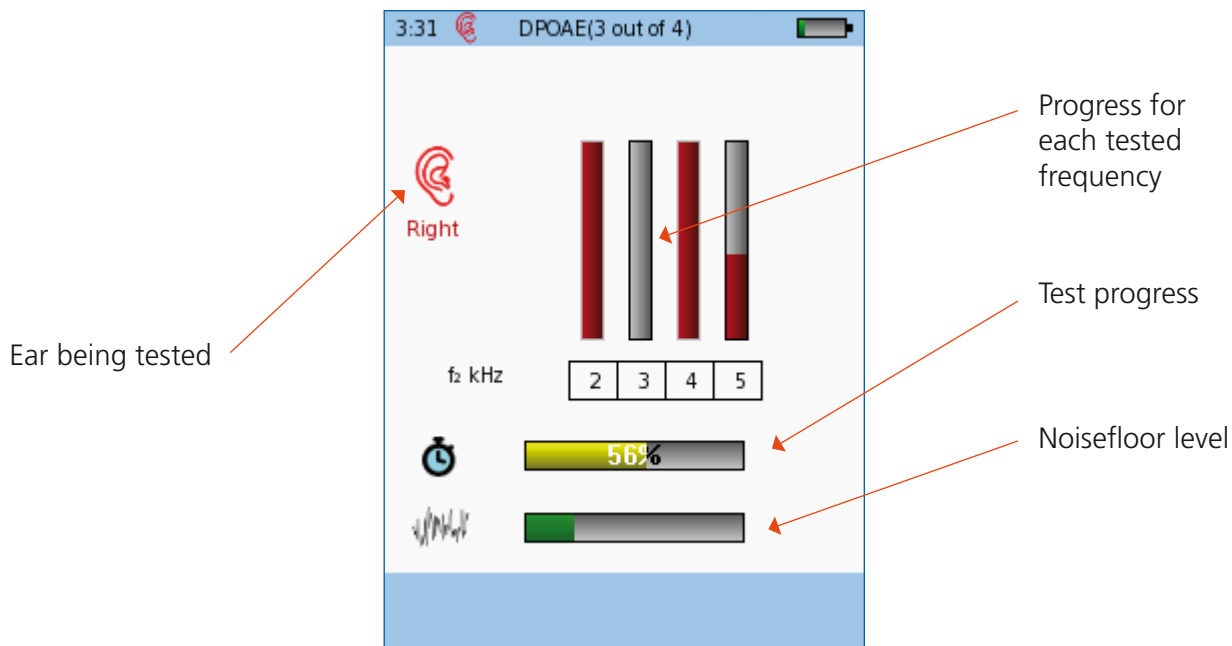 3:31 DPOAE(3 out of 4)
Progress for
each tested
frequency
Right
Test progress
Ear being tested
f₂ kHz 2 3 4 5
Noisefloor level
56%